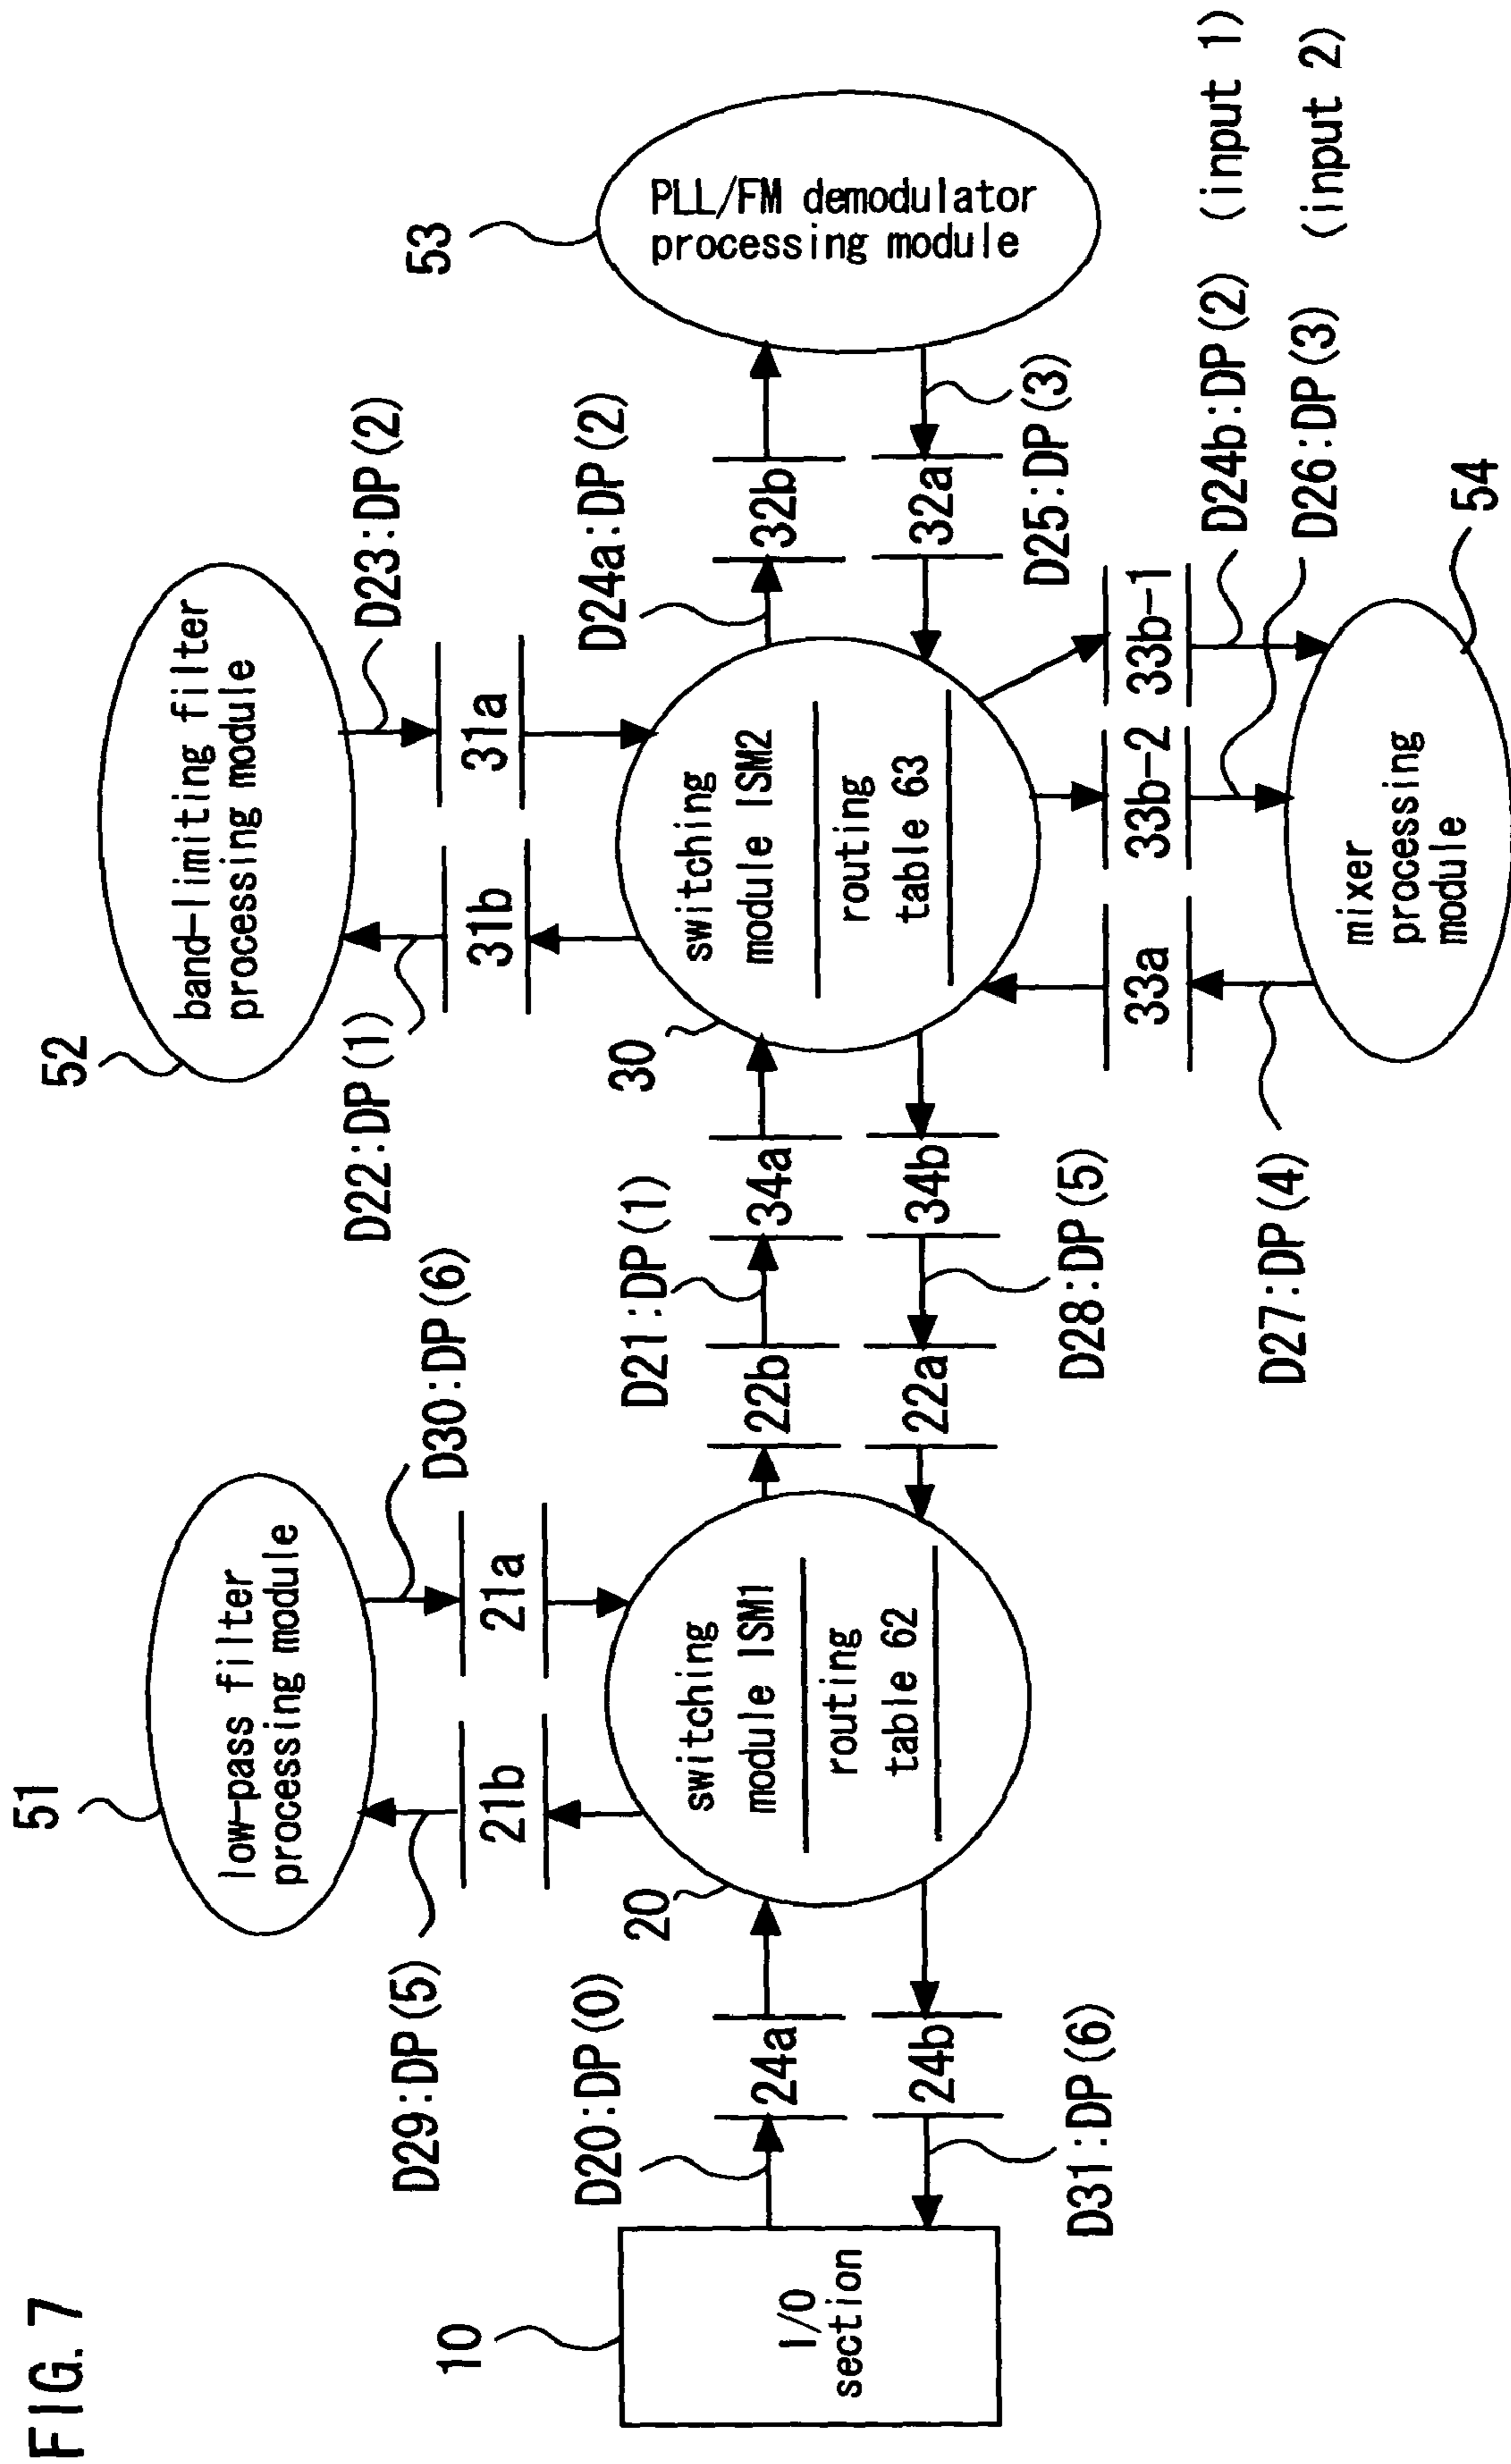 FIG. 7
51
low-pass filter
processing module
52
band-limiting filter
processing module
D29:DP(5)
D30:DP(6)
D22:DP(1)
D23:DP(2)
21b
21a
31b
31a
10
I/O
section
D20:DP(0)
24a
24b
D31:DP(6)
20
switching
module ISM1
routing
table 62
D21:DP(1)
22b
34a
22a
34b
D28:DP(5)
30
switching
module ISM2
routing
table 63
D24a:DP(2)
32b
32a
D25:DP(3)
53
PLL/FM demodulator
processing module
33a
33b-2
33b-1
D27:DP(4)
D24b:DP(2) (input 1)
D26:DP(3) (input 2)
mixer
processing
module
54